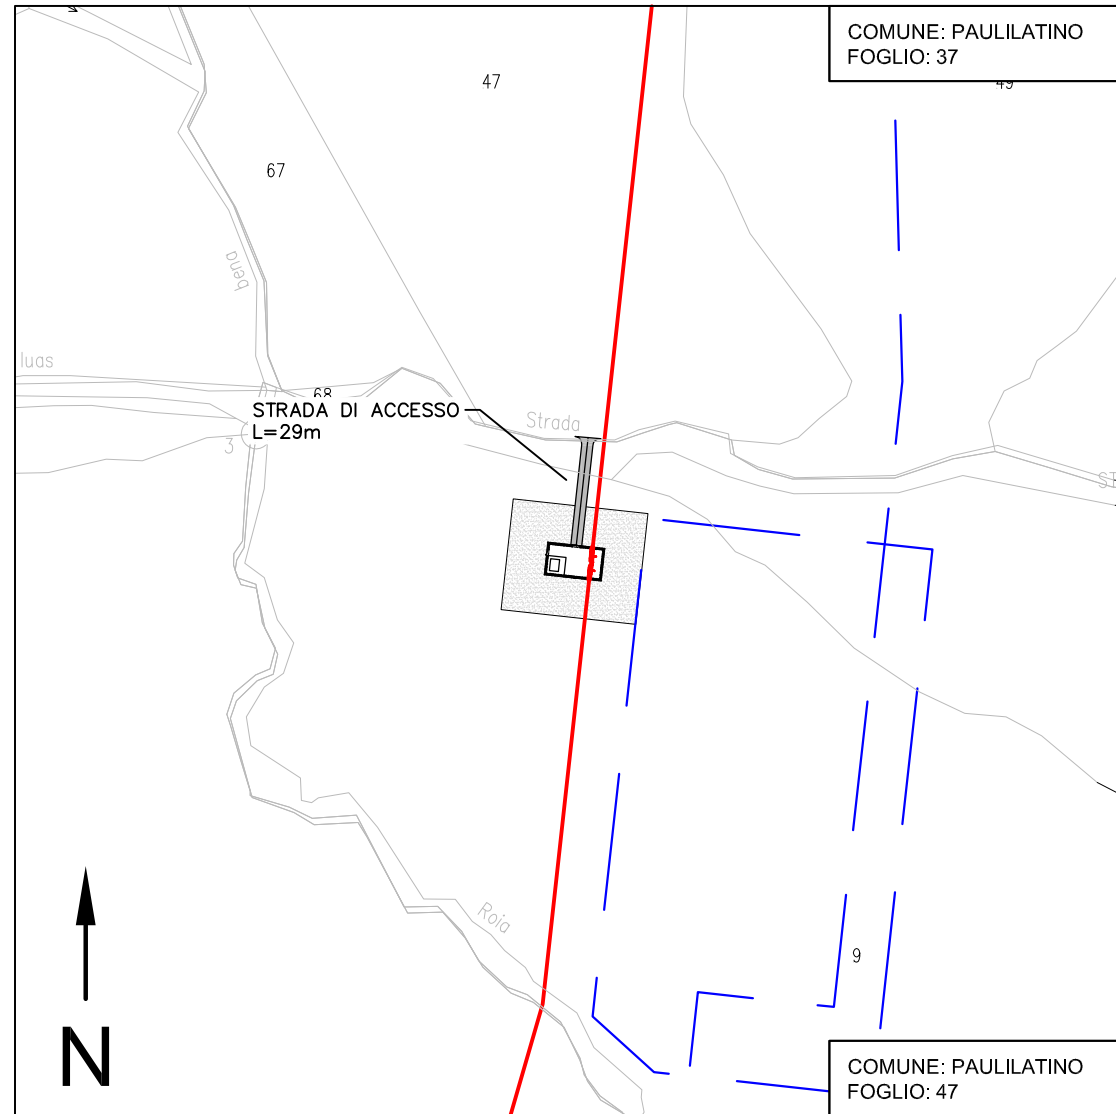 COMUNE: PAULILATINO
FOGLIO: 37
47
49
67
bena
luas
68
STRADA DI ACCESSO
L=29m
Strada
3
Roia
9
N
COMUNE: PAULILATINO
FOGLIO: 47